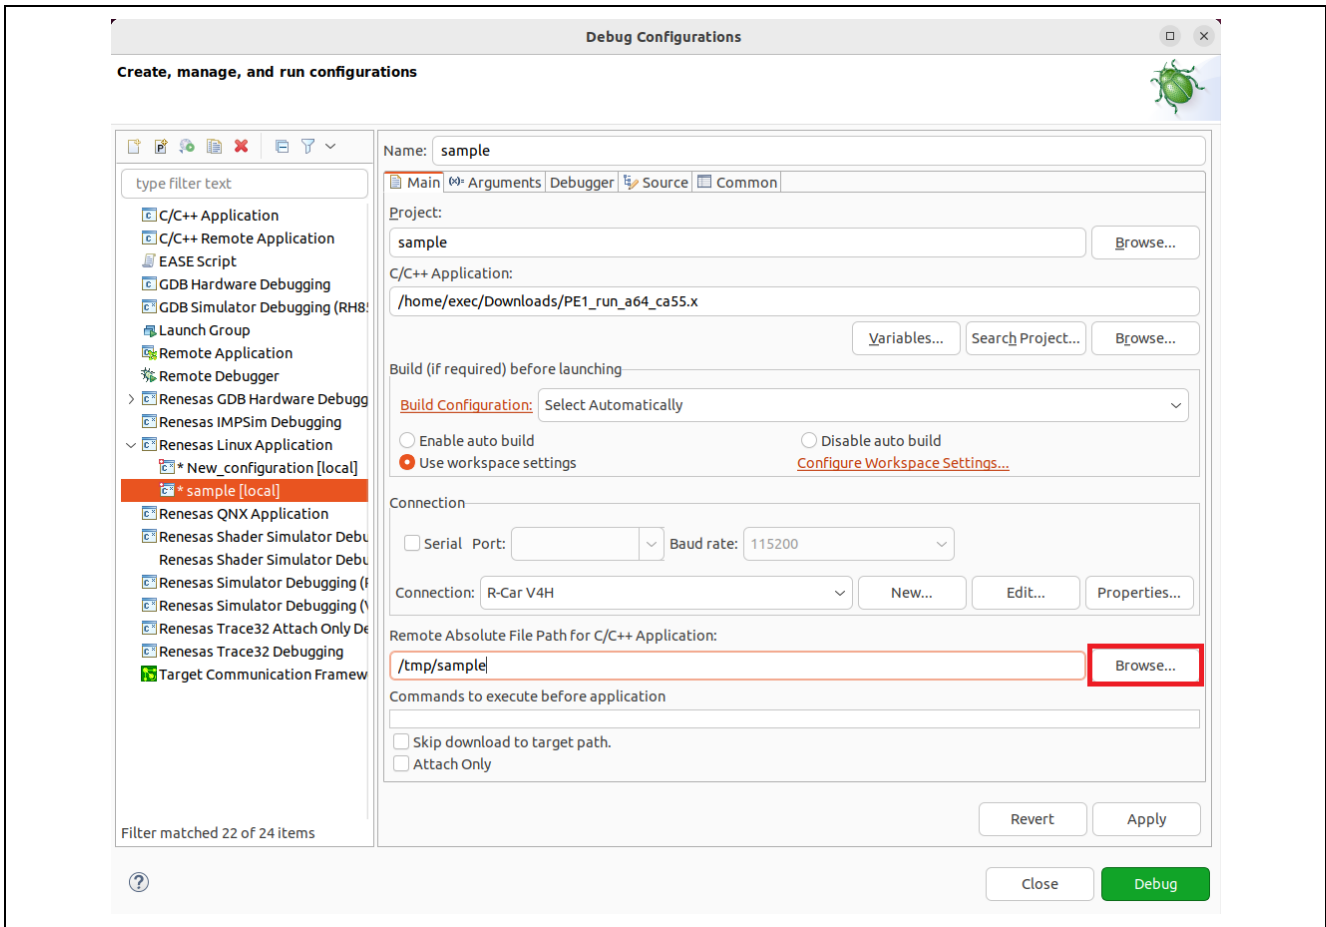 Debug Configurations
Create, manage, and run configurations
type filter text
C/C++ Application
C/C++ Remote Application
EASE Script
GDB Hardware Debugging
GDB Simulator Debugging (RH8
Launch Group
Remote Application
Remote Debugger
Renesas GDB Hardware Debugg
Renesas IMPSim Debugging
Renesas Linux Application
* New_configuration [local]
* sample [local]
Renesas QNX Application
Renesas Shader Simulator Debu
Renesas Shader Simulator Debu
Renesas Simulator Debugging (
Renesas Simulator Debugging (
Renesas Trace32 Attach Only De
Renesas Trace32 Debugging
Target Communication Framew
Filter matched 22 of 24 items
Name: sample
Main (x)= Arguments Debugger Source Common
Project:
sample Browse...
C/C++ Application:
/home/exec/Downloads/PE1_run_a64_ca55.x
Variables... Search Project... Browse...
Build (if required) before launching
Build Configuration: Select Automatically
Enable auto build Disable auto build
Use workspace settings Configure Workspace Settings...
Connection
Serial Port: Baud rate: 115200
Connection: R-Car V4H New... Edit... Properties...
Remote Absolute File Path for C/C++ Application:
/tmp/sample Browse...
Commands to execute before application
Skip download to target path.
Attach Only
Revert Apply
Close Debug